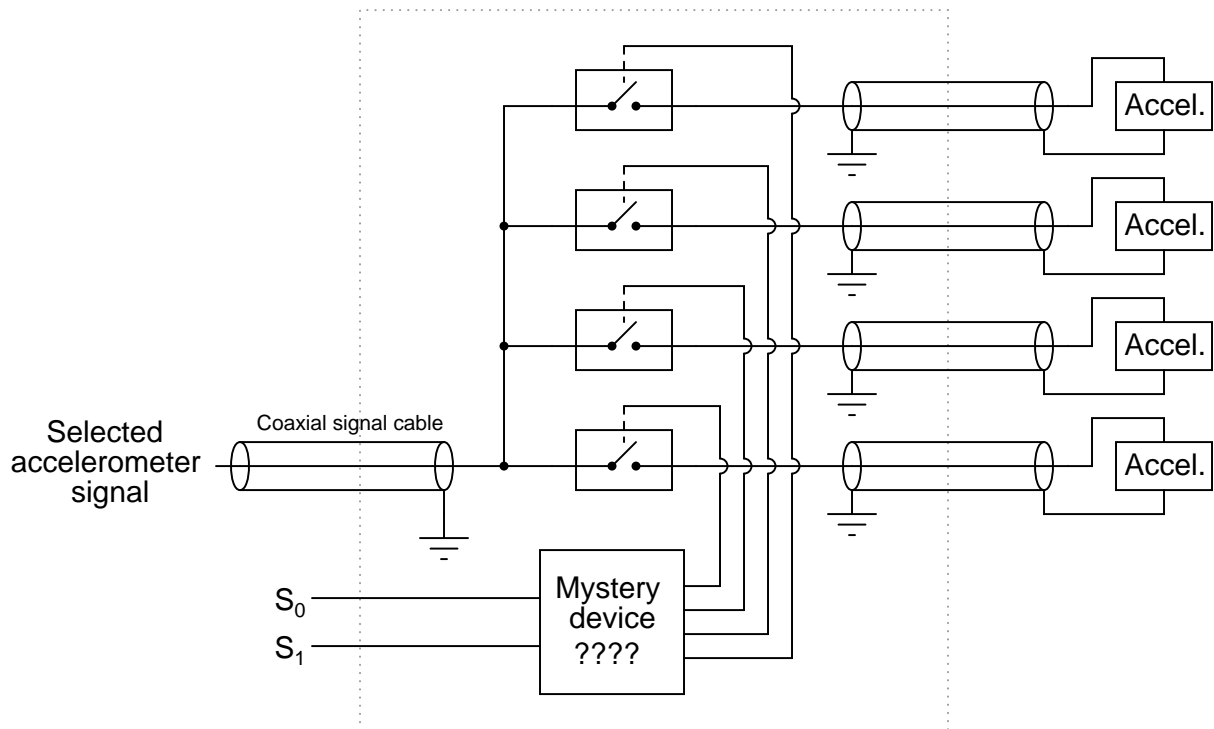 Accel.
Accel.
Accel.
Coaxial signal cable
Selected
accelerometer
signal
Accel.
Mystery
device
????
S0
S1